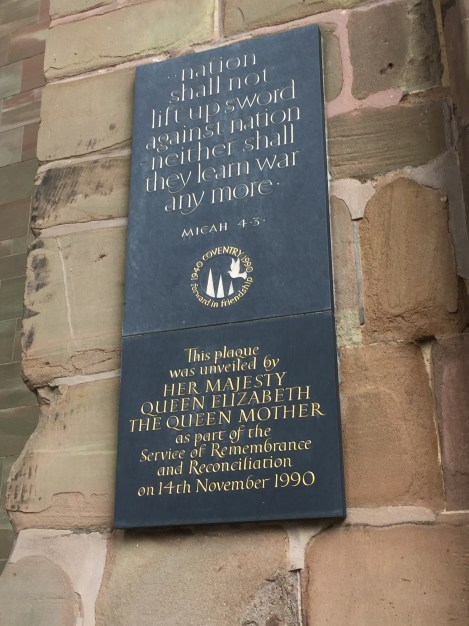 ..nation
shall not
lift up sword
against nation
neither shall
they learn war
any more·
MICAH 4·3·
1940 COVENTRY 1990
Forward in Friendship
This plaque
was unveiled by
HER MAJESTY
QUEEN ELIZABETH
THE QUEEN MOTHER
as part of the
Service of Remembrance
and Reconciliation
on 14th November 1990